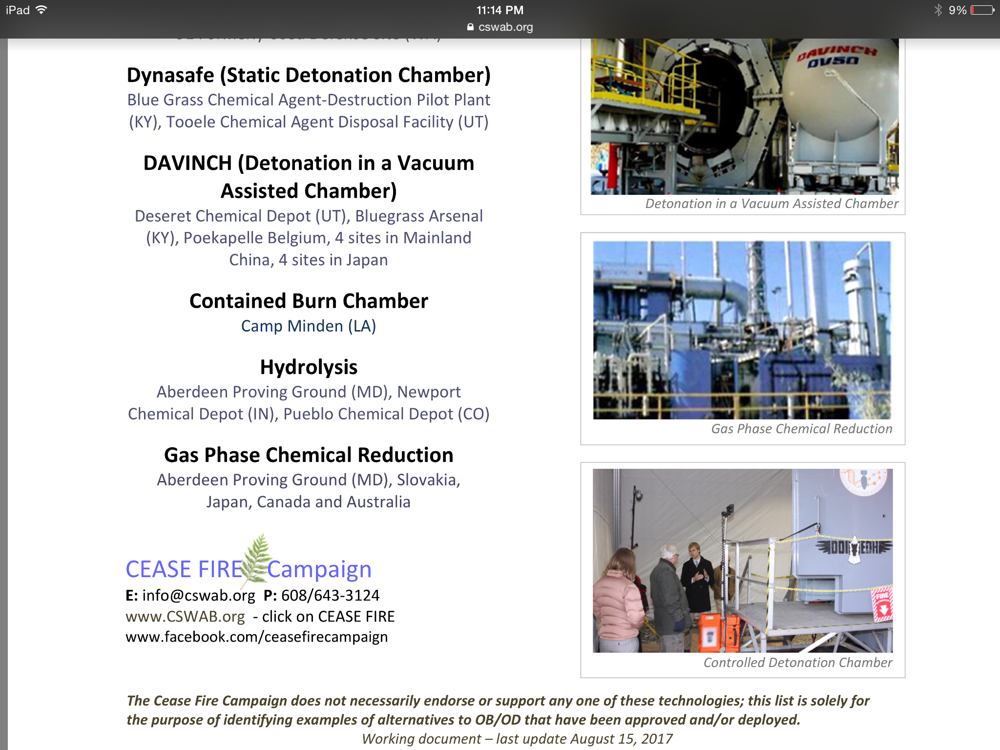 iPad
11:14 PM
9%
cswab.org
Dynasafe (Static Detonation Chamber)
Blue Grass Chemical Agent-Destruction Pilot Plant
(KY), Tooele Chemical Agent Disposal Facility (UT)
DAVINCH (Detonation in a Vacuum
Assisted Chamber)
Deseret Chemical Depot (UT), Bluegrass Arsenal
(KY), Poekapelle Belgium, 4 sites in Mainland
China, 4 sites in Japan
Contained Burn Chamber
Camp Minden (LA)
Hydrolysis
Aberdeen Proving Ground (MD), Newport
Chemical Depot (IN), Pueblo Chemical Depot (CO)
Gas Phase Chemical Reduction
Aberdeen Proving Ground (MD), Slovakia,
Japan, Canada and Australia
CEASE FIRE Campaign
E: info@cswab.org P: 608/643-3124
www.CSWAB.org - click on CEASE FIRE
www.facebook.com/ceasefirecampaign
DAVINCH
DV50
Detonation in a Vacuum Assisted Chamber
Gas Phase Chemical Reduction
FIRE
Controlled Detonation Chamber
The Cease Fire Campaign does not necessarily endorse or support any one of these technologies; this list is solely for
the purpose of identifying examples of alternatives to OB/OD that have been approved and/or deployed.
Working document – last update August 15, 2017